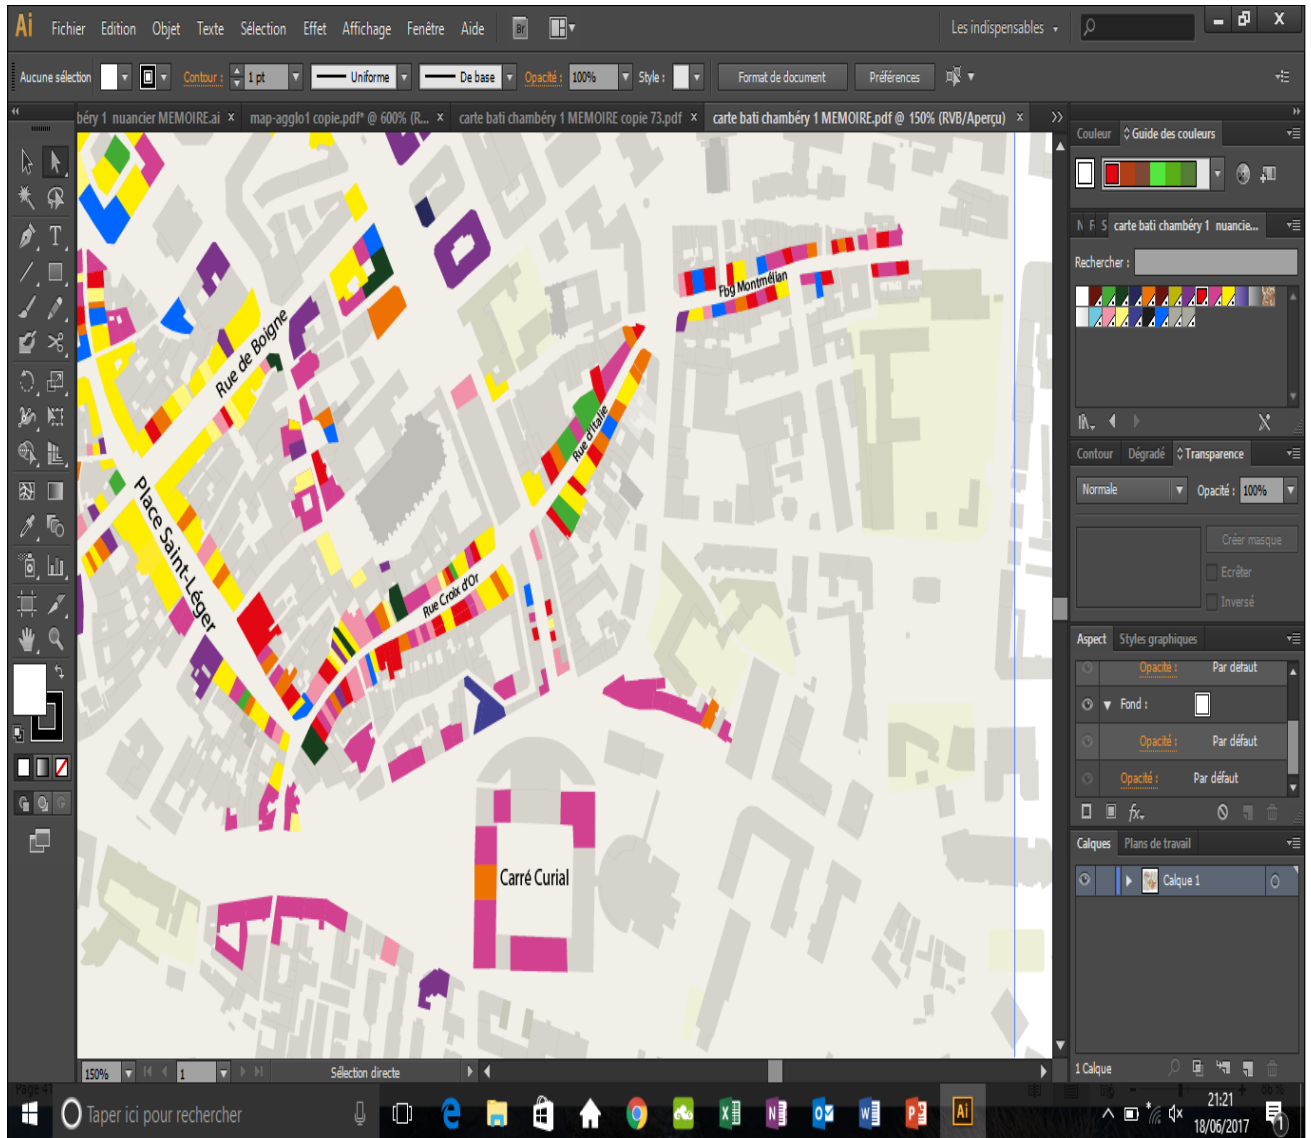 Ai Fichier Edition Objet Texte Sélection Effet Affichage Fenêtre Aide Br Les indispensables
Aucune sélection Contour : 1 pt Uniforme De base Opacité : 100% Style : Format de document Préférences
béry 1 nuancier MEMOIRE.ai × map-agglo1 copie.pdf* @ 600% (R... × carte bati chambéry 1 MEMOIRE copie 73.pdf × carte bati chambéry 1 MEMOIRE.pdf @ 150% (RVB/Aperçu) ×
Couleur Guide des couleurs
N F S carte bati chambéry 1 nuancie...
Rechercher :
Fbg Montmélian
Rue de Boigne
Rue d'Italie
Place Saint-Léger
Rue Croix d'Or
Carré Curial
Contour Dégradé Transparence
Normale Opacité : 100%
Créer masque
Ecrêter
Inversé
Aspect Styles graphiques
Opacité : Par défaut
Fond :
Opacité : Par défaut
Opacité : Par défaut
fx
Calques Plans de travail
Calque 1
1 Calque
150% 1 Sélection directe
Page 41
Taper ici pour rechercher
Ai
21:21
18/06/2017